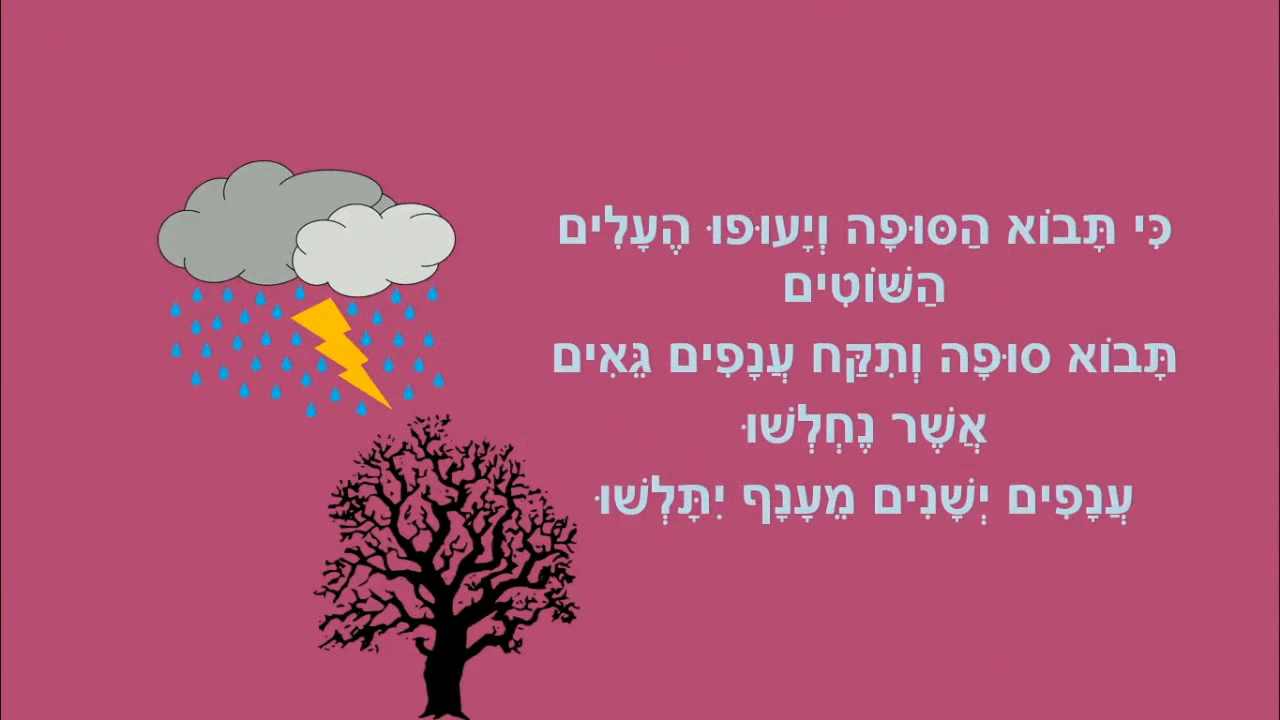 כִּי תָּבוֹא הַסּוּפָה וְיָעוּפוּ הֶעָלִים
הַשּׁוֹטִים
תָּבוֹא סוּפָה וְתִקַּח עֲנָפִים גֵּאִים
אֲשֶׁר נֶחְלְשׁוּ
עֲנָפִים יְשָׁנִים מֵעָנָף יִתָּלְשׁוּ